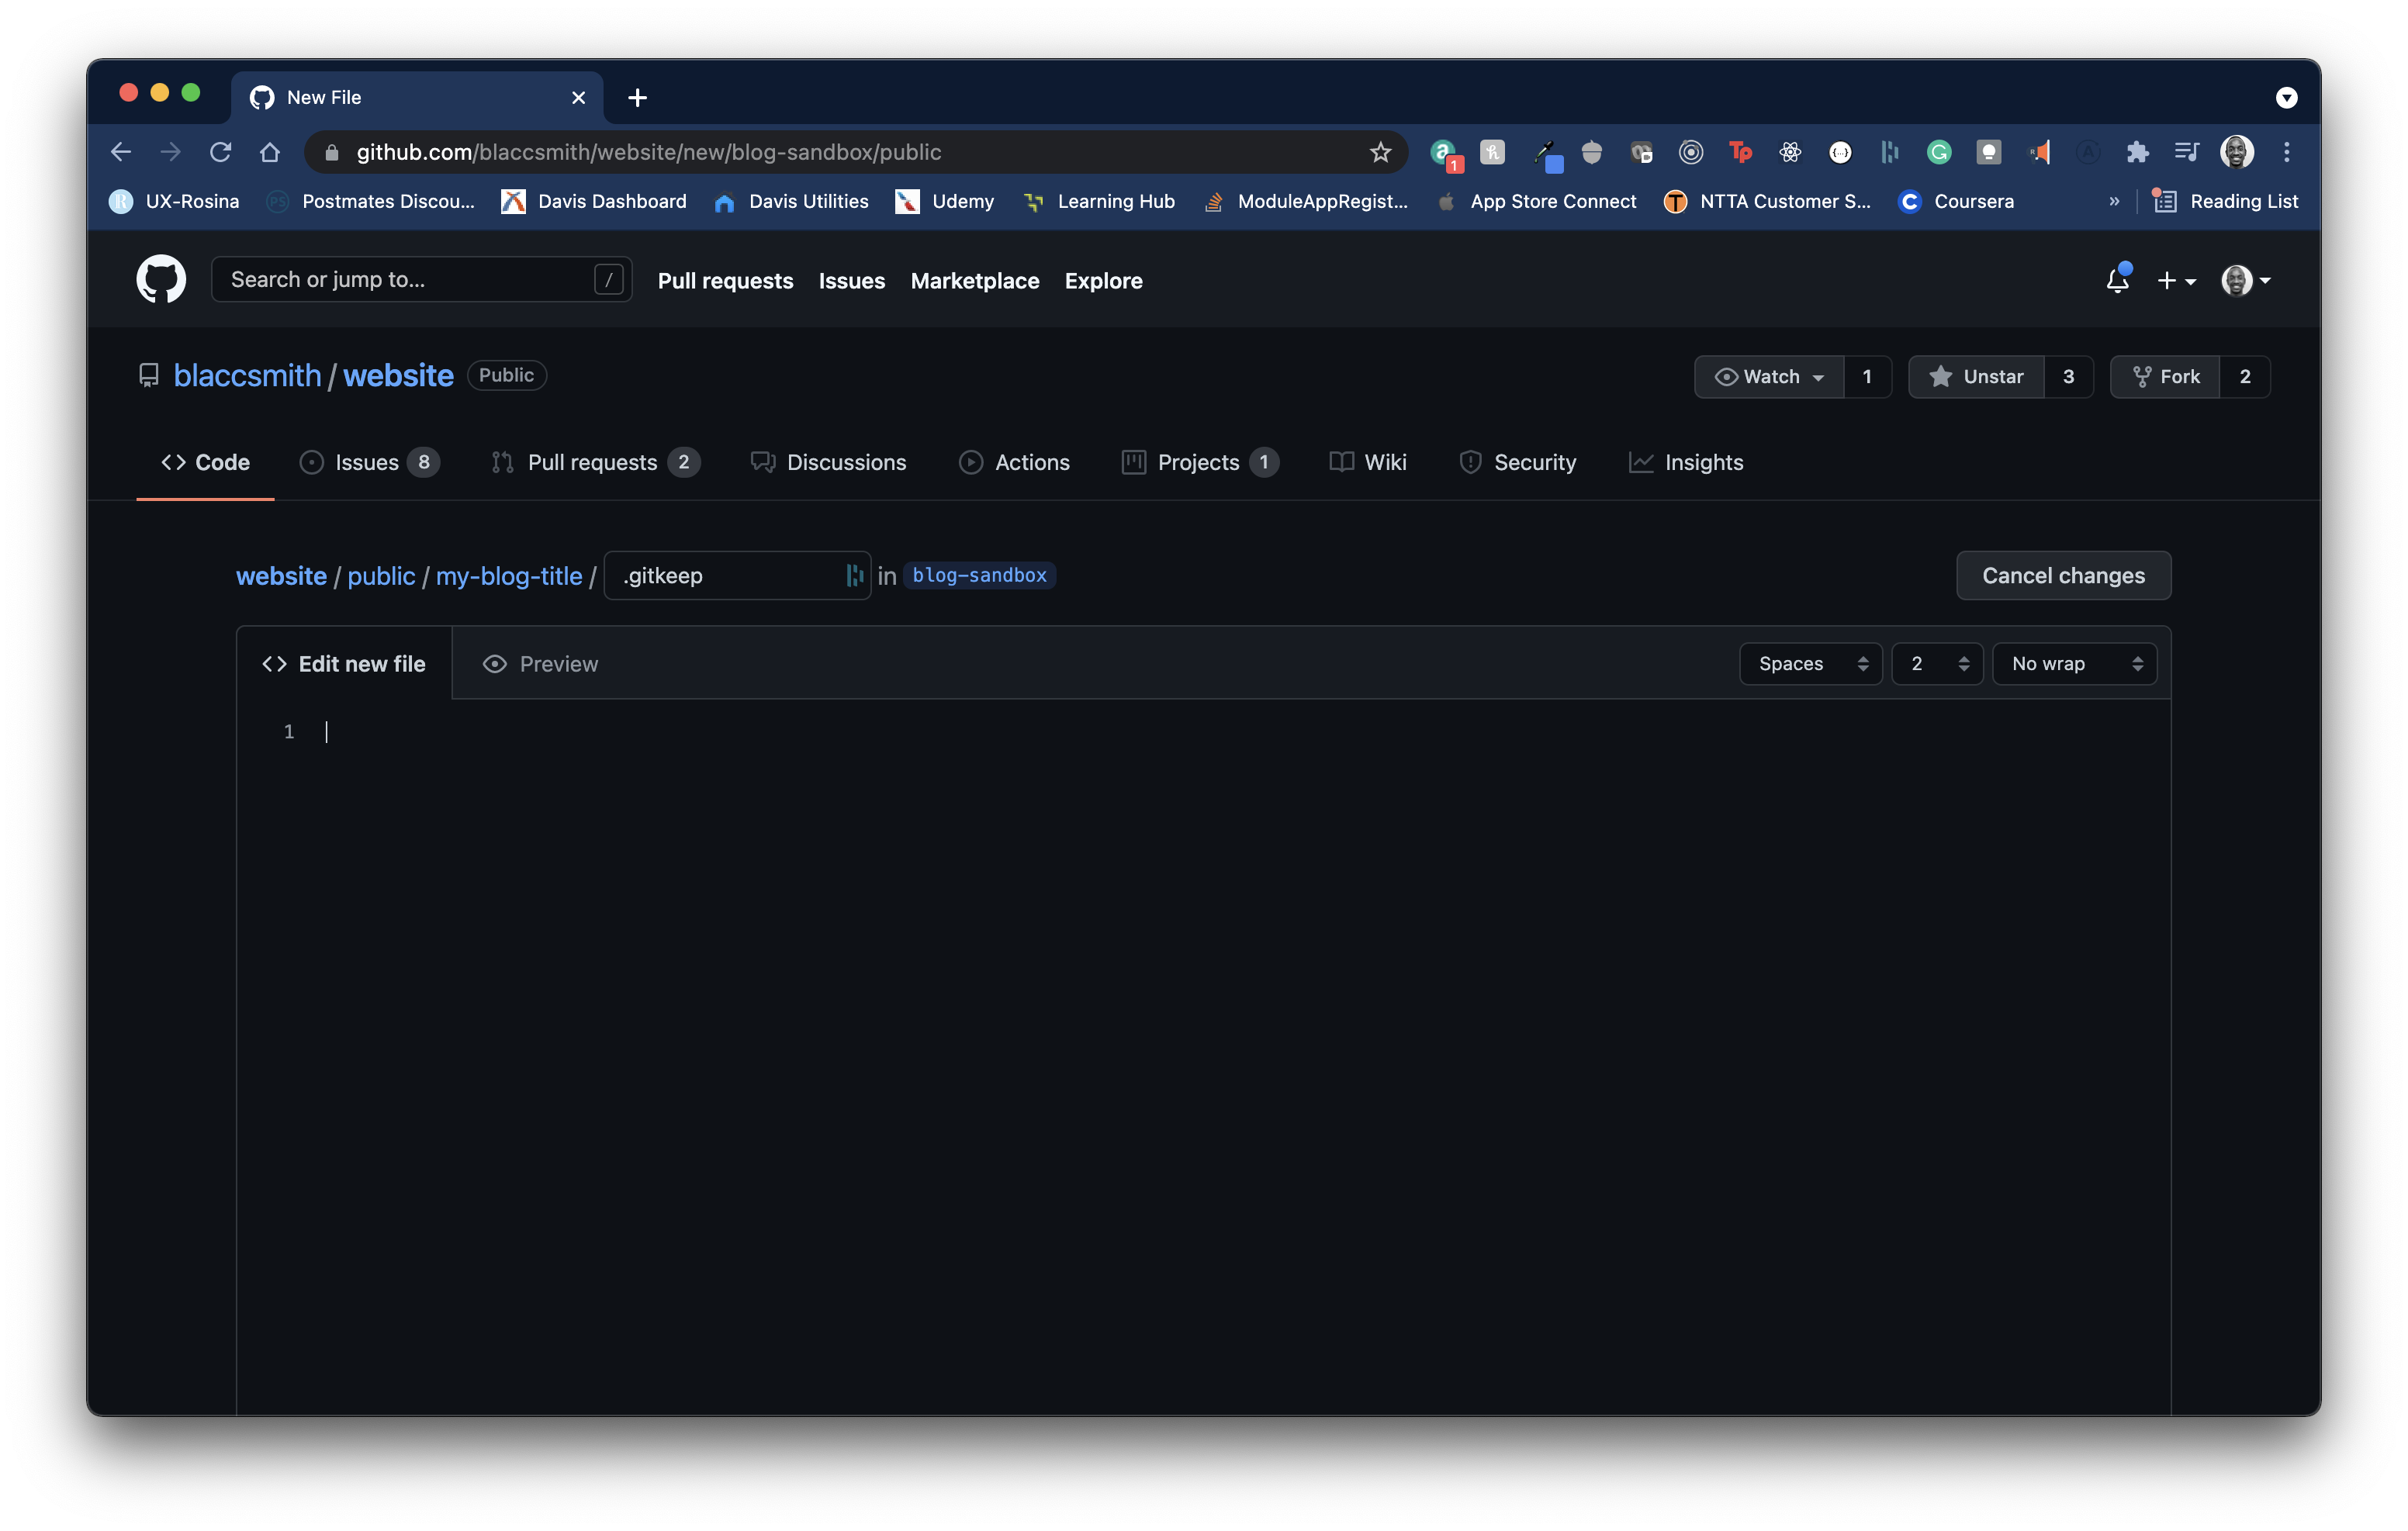 New File
github.com/blaccsmith/website/new/blog-sandbox/public
1
UX-Rosina
PS
Postmates Discou...
Davis Dashboard
Davis Utilities
Udemy
Learning Hub
ModuleAppRegist...
App Store Connect
NTTA Customer S...
Coursera
»
Reading List
Search or jump to...
/
Pull requests
Issues
Marketplace
Explore
blaccsmith / website
Public
Watch
1
Unstar
3
Fork
2
Code
Issues 8
Pull requests 2
Discussions
Actions
Projects 1
Wiki
Security
Insights
website / public / my-blog-title / .gitkeep in blog-sandbox
Cancel changes
Edit new file
Preview
Spaces
2
No wrap
1